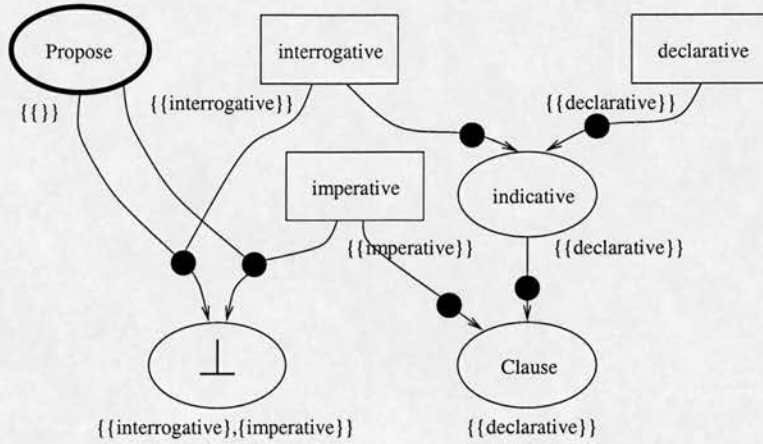 Propose
interrogative
declarative
{{}}
{{interrogative}}
{{declarative}}
imperative
indicative
{{imperative}}
{{declarative}}
⊥
Clause
{{interrogative},{imperative}}
{{declarative}}